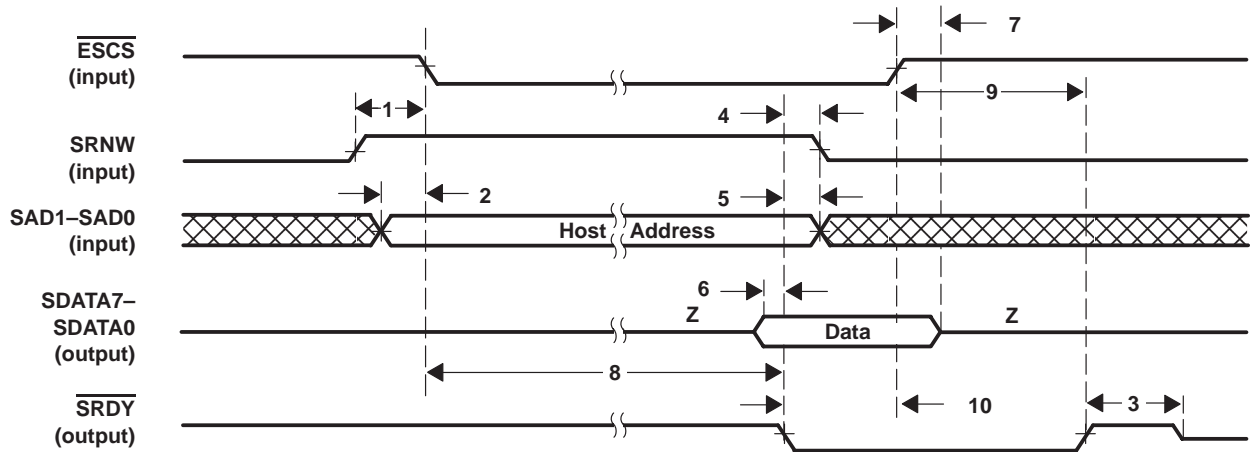 ESCS
(input)
7
9
1
4
SRNW
(input)
2
5
SAD1–SAD0
(input)
Host Address
6
SDATA7–
SDATA0
(output)
Z
Data
Z
8
10
3
SRDY
(output)